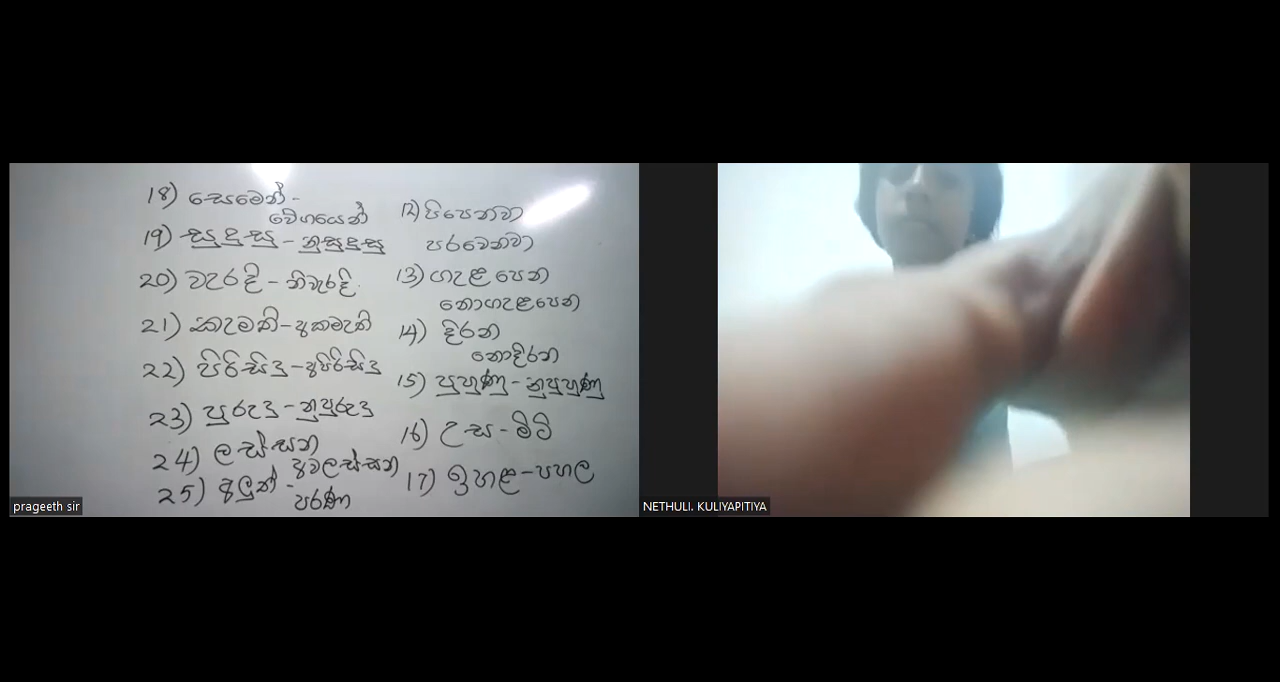 18) සෙමෙන් -
වේගයෙන්
19) සුදුසු - නුසුදුසු
20) වැරදි - නිවැරදි
21) කැමති - අකමැති
22) පිරිසිදු - අපිරිසිදු
23) පුරුදු - නුපුරුදු
24) ලස්සන
අවලස්සන
25) අලුත් -
පරණ
12) පිපෙනවා
පරවෙනවා
13) ගැළපෙන
නොගැළපෙන
14) දිරන
නොදිරන
15) පුහුණු - නුපුහුණු
16) උස - මිටි
17) ඉහළ - පහල
prageeth sir
NETHULI. KULIYAPITIYA